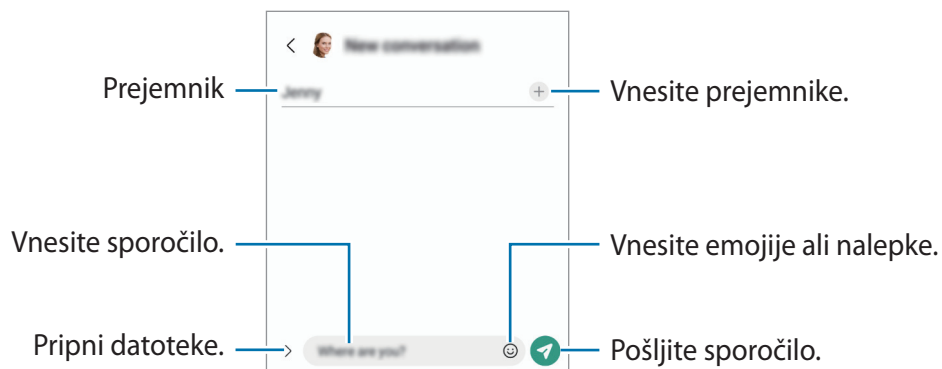 New conversation
Prejemnik
Jenny
Vnesite prejemnike.
Vnesite sporočilo.
Vnesite emojije ali nalepke.
Pripni datoteke.
Where are you?
Pošljite sporočilo.